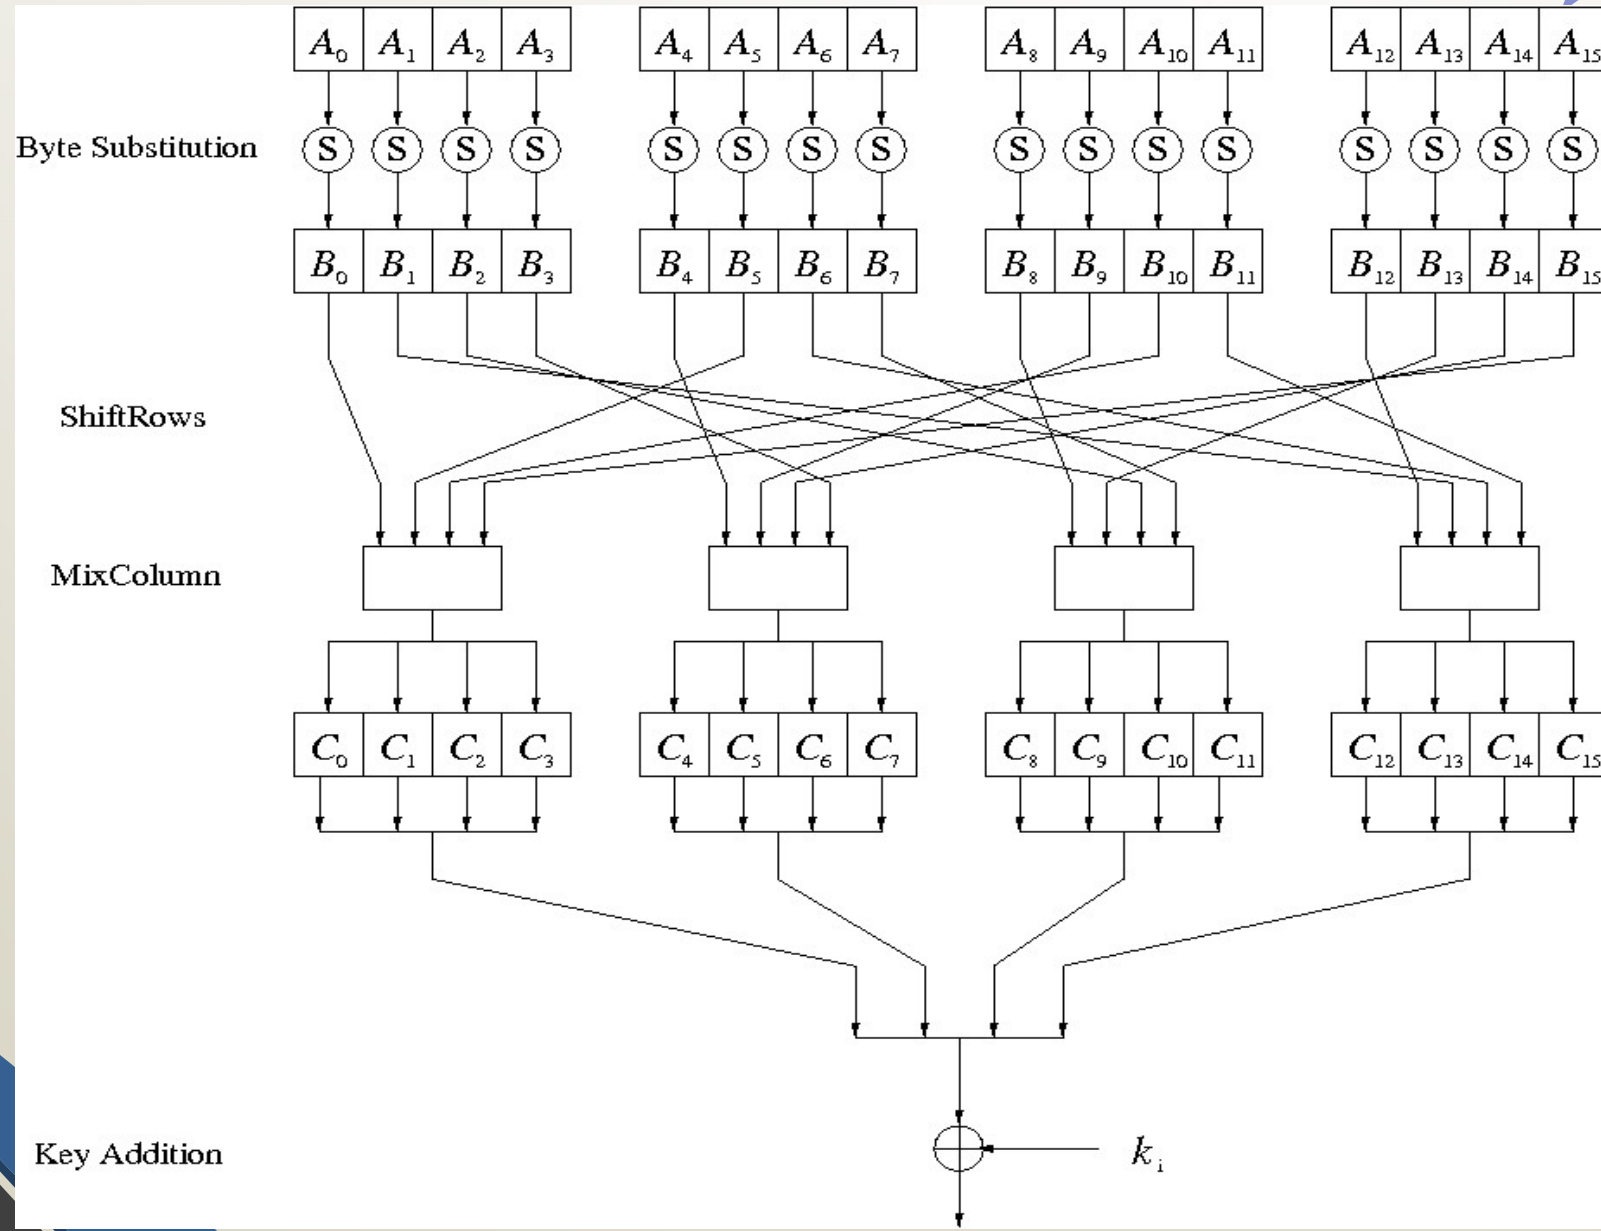 A₀ A₁ A₂ A₃ A₄ A₅ A₆ A₇ A₈ A₉ A₁₀ A₁₁ A₁₂ A₁₃ A₁₄ A₁₅
Byte Substitution S S S S S S S S S S S S S S S S
B₀ B₁ B₂ B₃ B₄ B₅ B₆ B₇ B₈ B₉ B₁₀ B₁₁ B₁₂ B₁₃ B₁₄ B₁₅
ShiftRows
MixColumn
C₀ C₁ C₂ C₃ C₄ C₅ C₆ C₇ C₈ C₉ C₁₀ C₁₁ C₁₂ C₁₃ C₁₄ C₁₅
Key Addition kᵢ